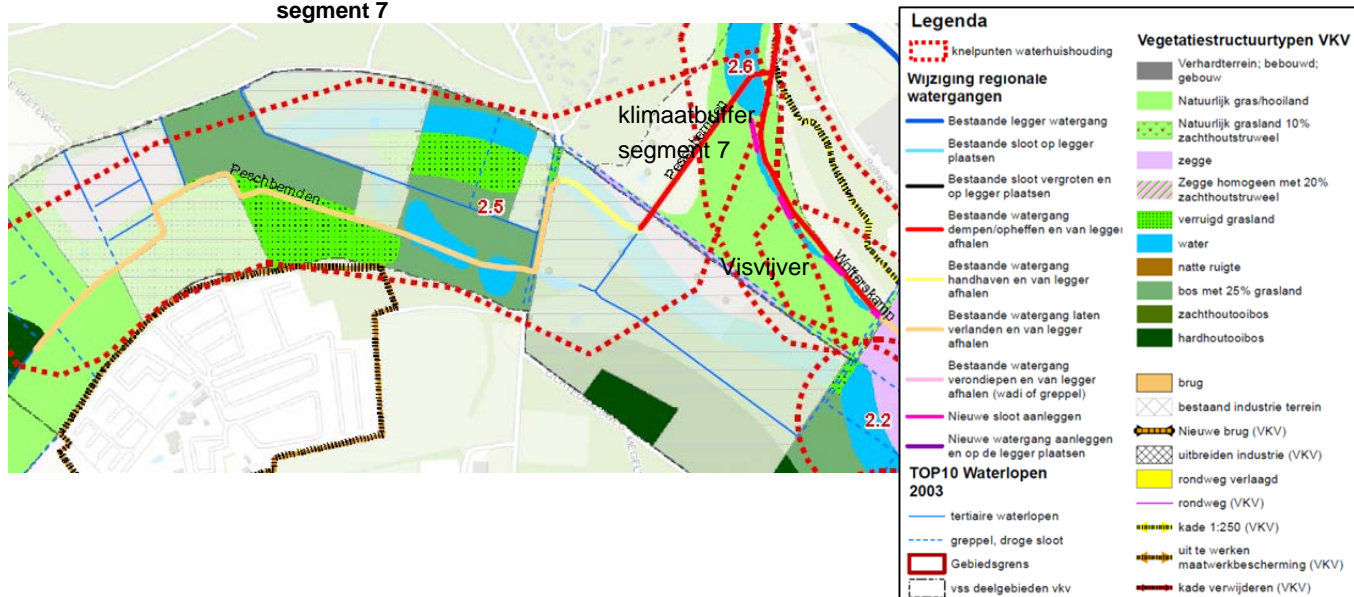 segment 7
2.6
klimaatbuffer
segment 7
Peschbemden
2.5
Visvijver
Wolferskamp
2.2
Legenda
knelpunten waterhuishouding
Wijziging regionale
watergangen
Bestaande legger watergang
Bestaande sloot op legger
plaatsen
Bestaande sloot vergroten en
op legger plaatsen
Bestaande watergang
dempen/opheffen en van legger
afhalen
Bestaande watergang
handhaven en van legger
afhalen
Bestaande watergang laten
verlanden en van legger
afhalen
Bestaande watergang
verondiepen en van legger
afhalen (wadi of greppel)
Nieuwe sloot aanleggen
Nieuwe watergang aanleggen
en op de legger plaatsen
TOP10 Waterlopen
2003
tertiaire waterlopen
greppel, droge sloot
Gebiedsgrens
vss deelgebieden vkv
Vegetatiestructuurtypen VKV
Verhardterrein; bebouwd;
gebouw
Natuurlijk gras/hooiland
Natuurlijk grasland 10%
zachthoutstruweel
zegge
Zegge homogeen met 20%
zachthoutstruweel
verruigd grasland
water
natte ruigte
bos met 25% grasland
zachthoutooibos
hardhoutooibos
brug
bestaand industrie terrein
Nieuwe brug (VKV)
uitbreiden industrie (VKV)
rondweg verlaagd
rondweg (VKV)
kade 1:250 (VKV)
uit te werken
maatwerkbescherming (VKV)
kade verwijderen (VKV)